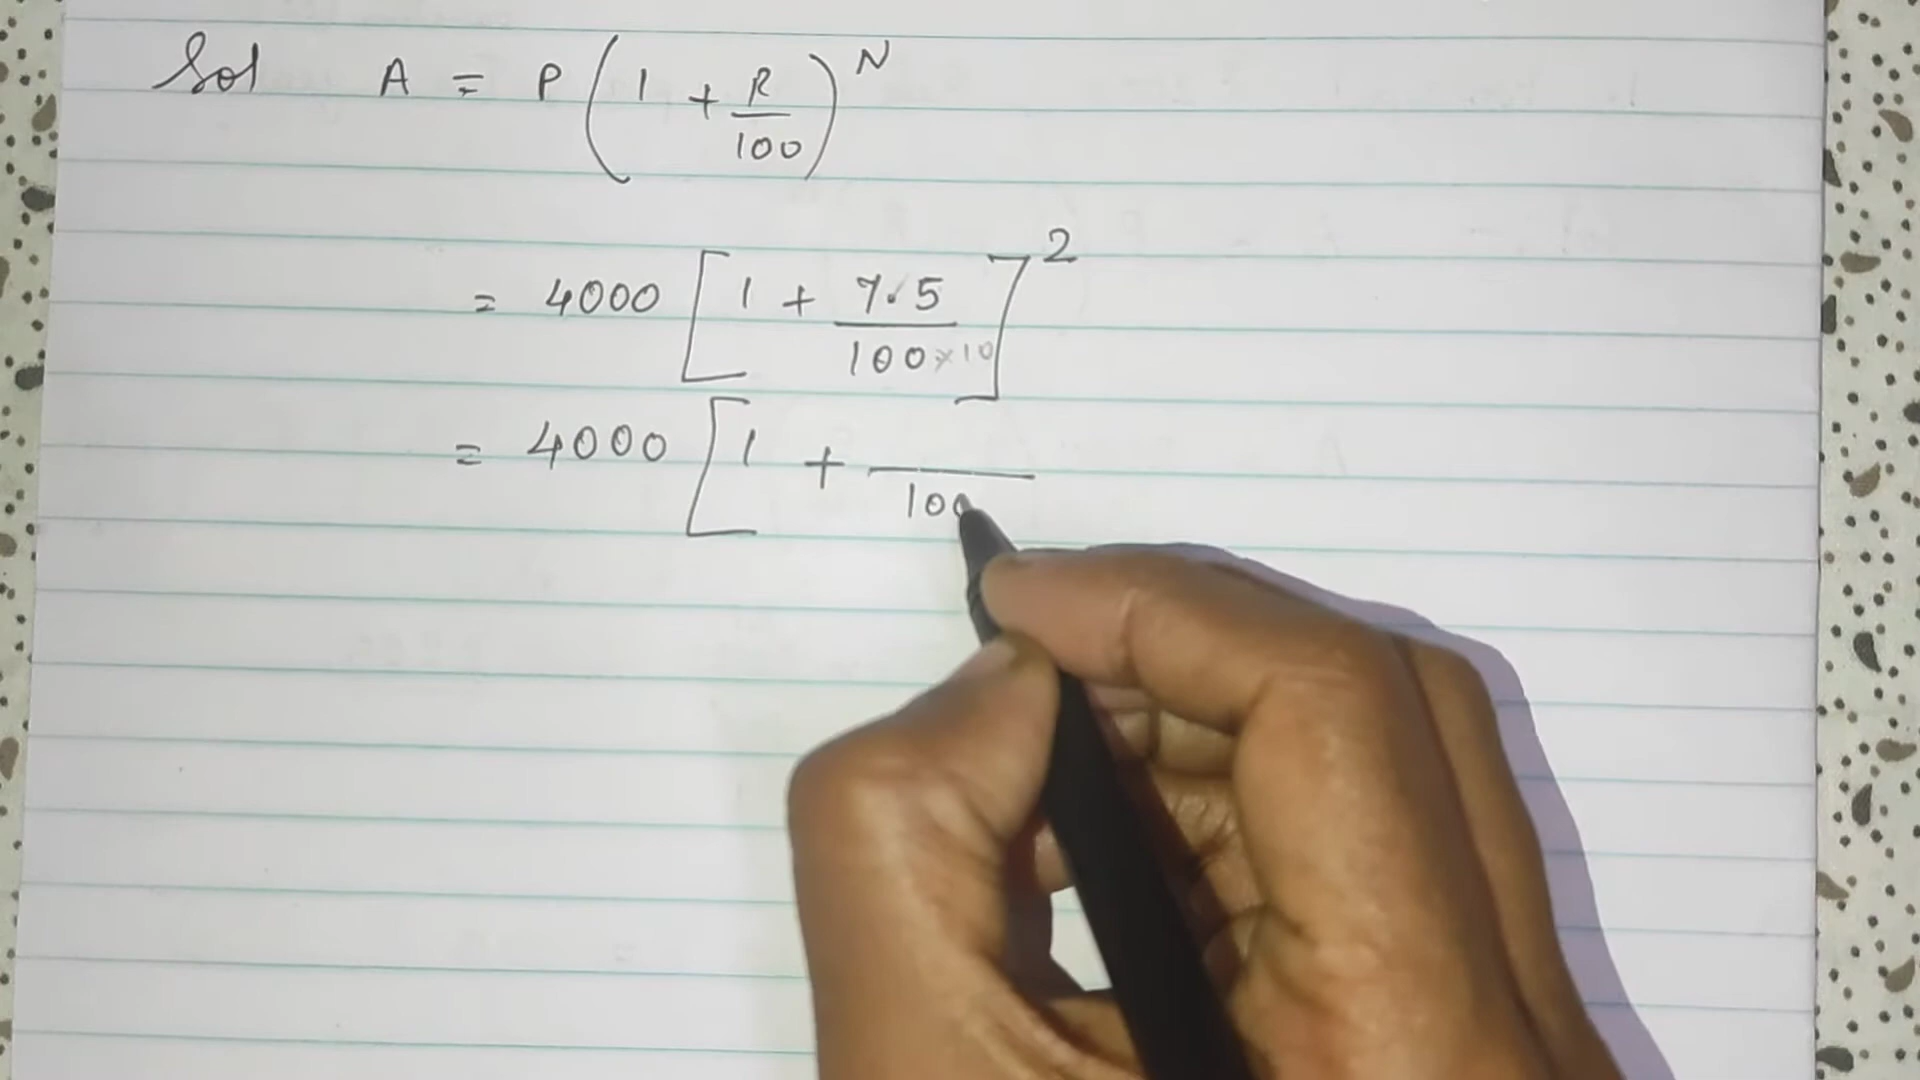 Sol A = P ( 1 + R/100 )^N
= 4000 [ 1 + 7.5/100×10 ]^2
= 4000 [ 1 + /100